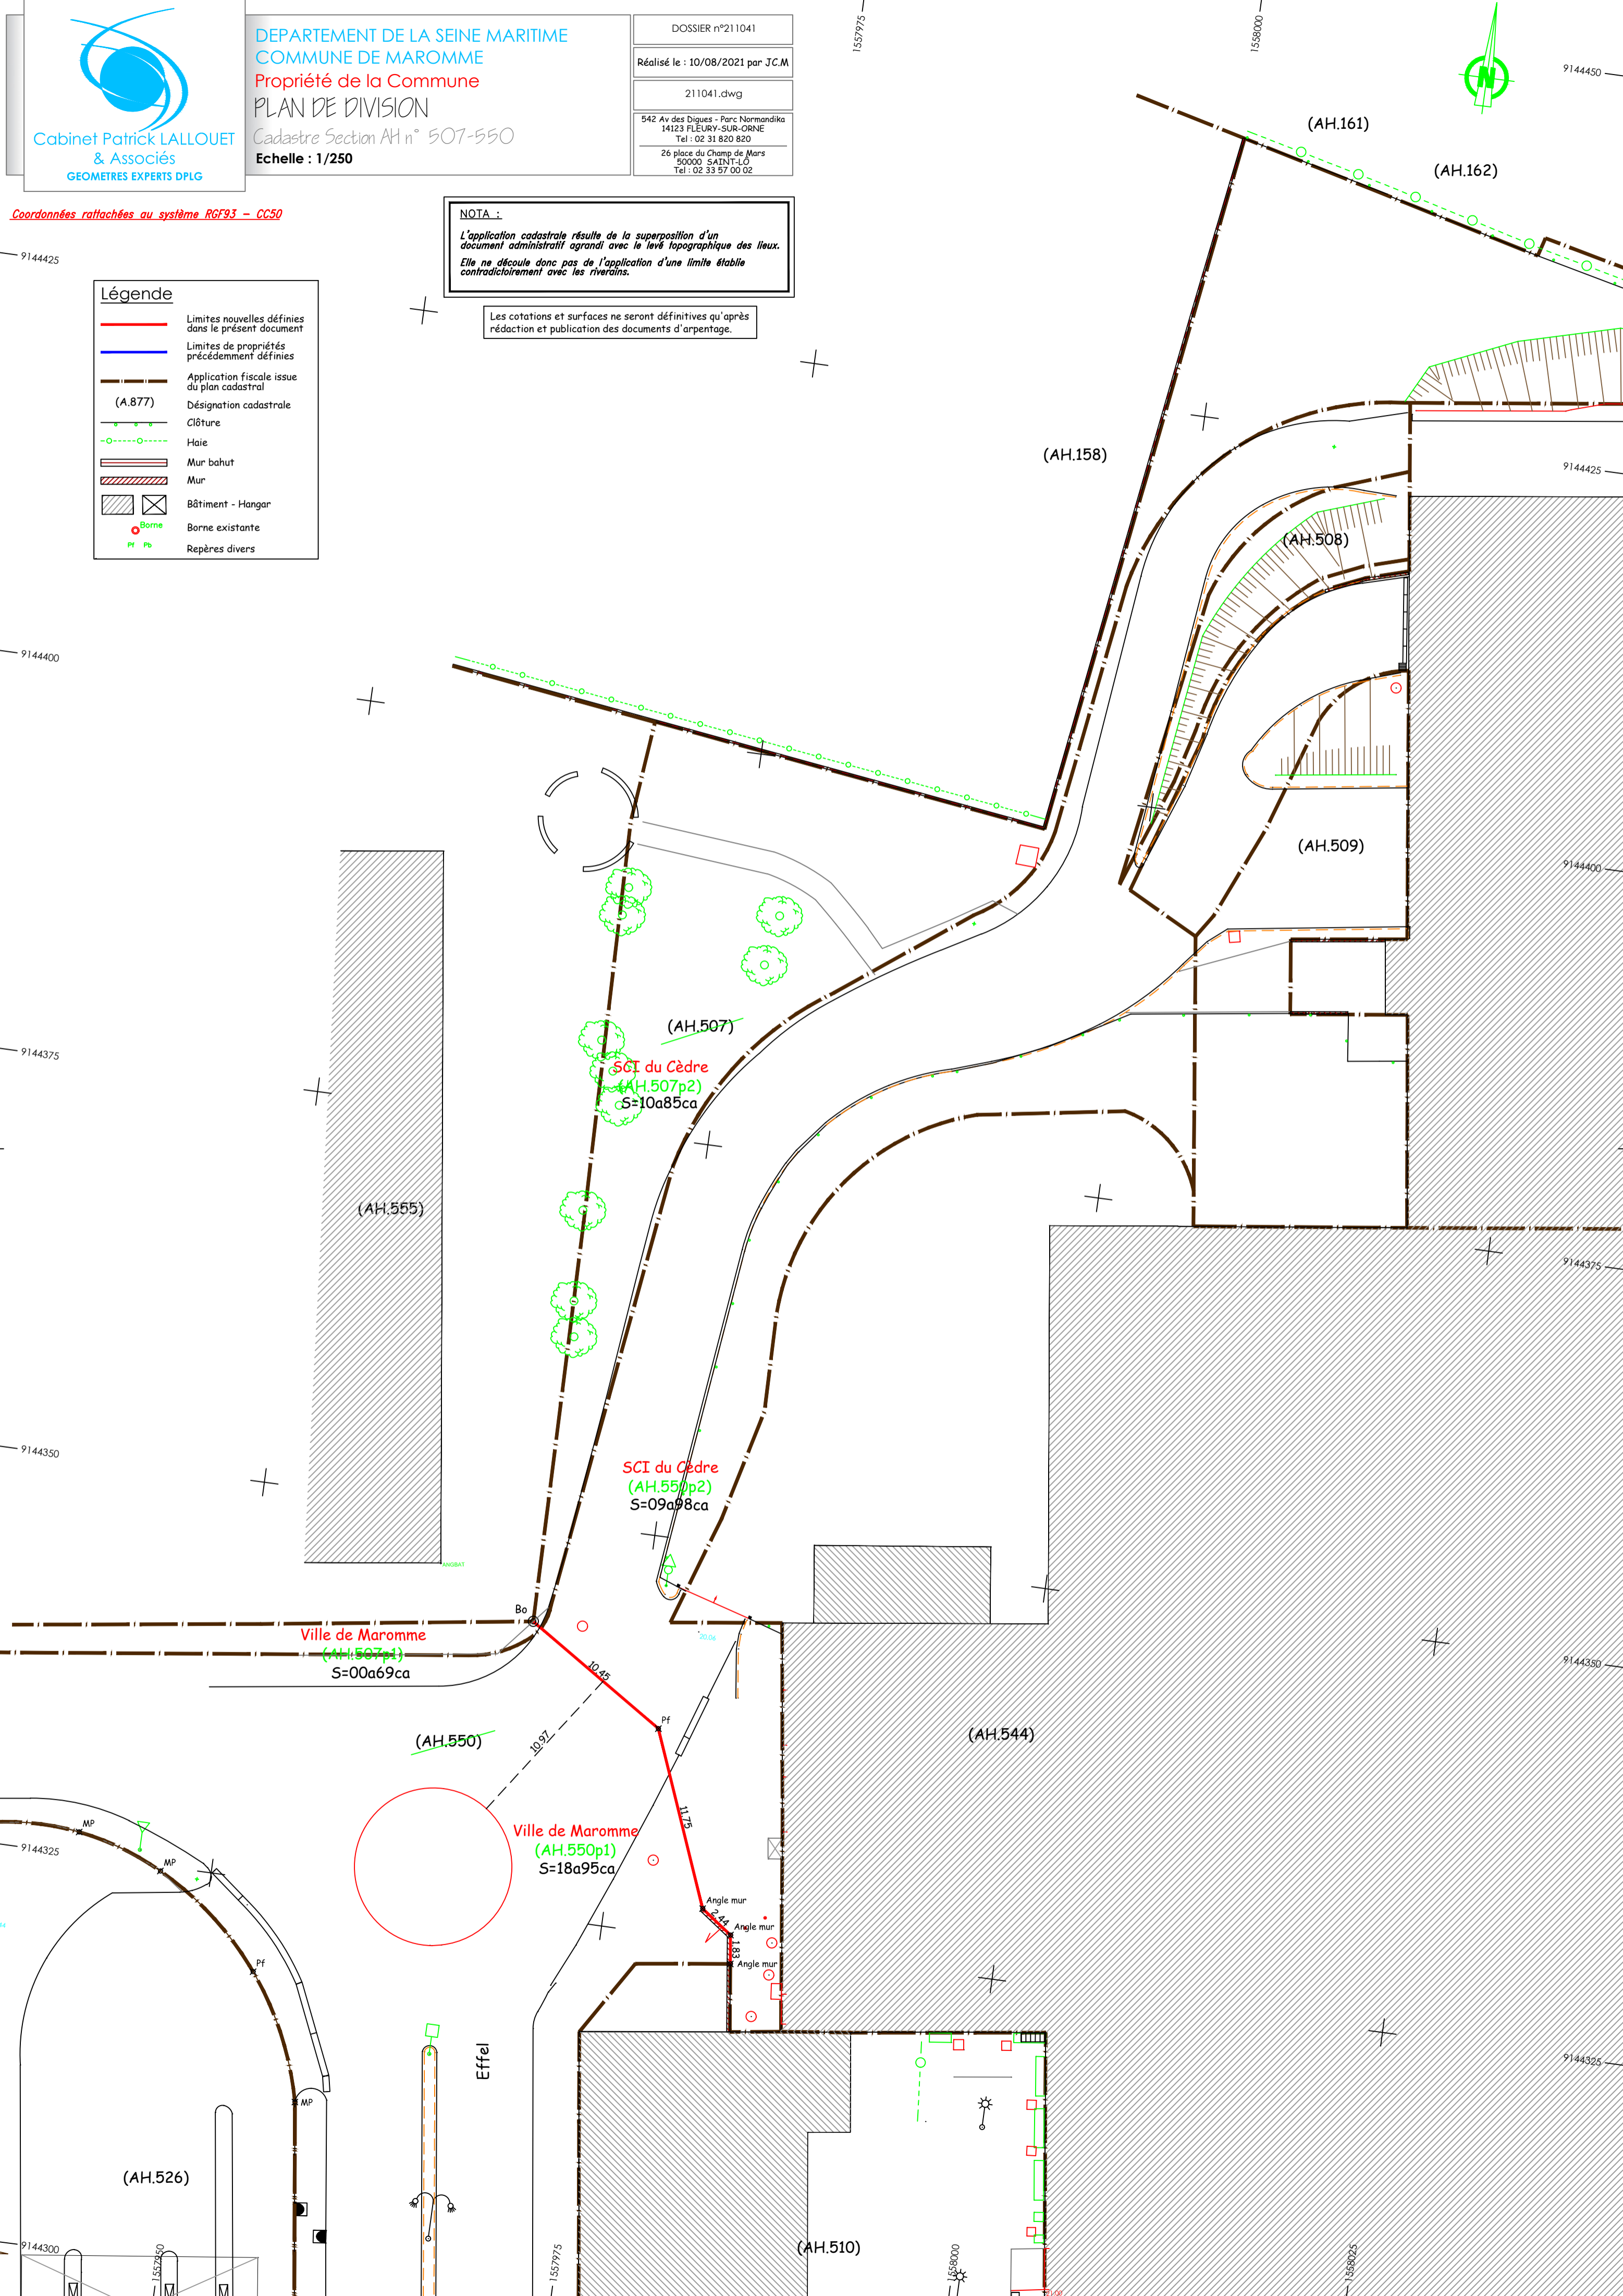 Cabinet Patrick LALLOUET
& Associés
GEOMETRES EXPERTS DPLG
DEPARTEMENT DE LA SEINE MARITIME
COMMUNE DE MAROMME
Propriété de la Commune
PLAN DE DIVISION
Cadastre Section AH n° 507-550
Echelle : 1/250
DOSSIER n°211041
Réalisé le : 10/08/2021 par J.C.M
211041.dwg
542 Av des Digues - Parc Normandika
14123 FLEURY-SUR-ORNE
Tel : 02 31 820 820
26 place du Champ de Mars
50000 SAINT-LÔ
Tel : 02 33 57 00 02
Coordonnées rattachées au système RGF93 - CC50
NOTA :
L'application cadastrale résulte de la superposition d'un
document administratif agrandi avec le levé topographique des lieux.
Elle ne découle donc pas de l'application d'une limite établie
contradictoirement avec les riverains.
Les cotations et surfaces ne seront définitives qu'après
rédaction et publication des documents d'arpentage.
Légende
Limites nouvelles définies
dans le présent document
Limites de propriétés
précédemment définies
Application fiscale issue
du plan cadastral
(A.877) Désignation cadastrale
Clôture
Haie
Mur bahut
Mur
Bâtiment - Hangar
Borne Borne existante
Pf Pb Repères divers
1557975
1558000
N
9144450
(AH.161)
(AH.162)
9144425
(AH.158)
9144425
(AH.508)
9144400
(AH.509)
9144400
(AH.507)
9144375
SCI du Cèdre
(AH.507p2)
S=10a85ca
(AH.555)
9144375
9144350
SCI du Cèdre
(AH.550p2)
S=09a98ca
Bo
Ville de Maromme
(AH.507p1)
S=00a69ca
10.45
9144350
Pf
(AH.550)
10.97
(AH.544)
11.75
Ville de Maromme
(AH.550p1)
S=18a95ca
MP
9144325
MP
Angle mur
2.44
Angle mur
1.83
Angle mur
Pf
Effel
9144325
MP
(AH.526)
(AH.510)
9144300
1557950
1557975
1558000
1558025